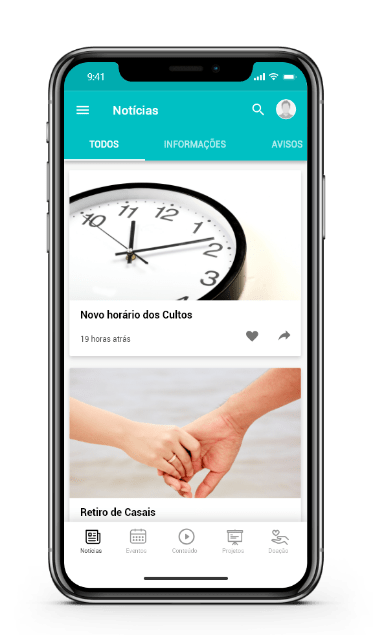 9:41
Notícias
TODOS INFORMAÇÕES AVISOS
10 11 12 1 2 3
Novo horário dos Cultos
19 horas atrás
Retiro de Casais
Notícias Eventos Conteúdo Projetos Doação